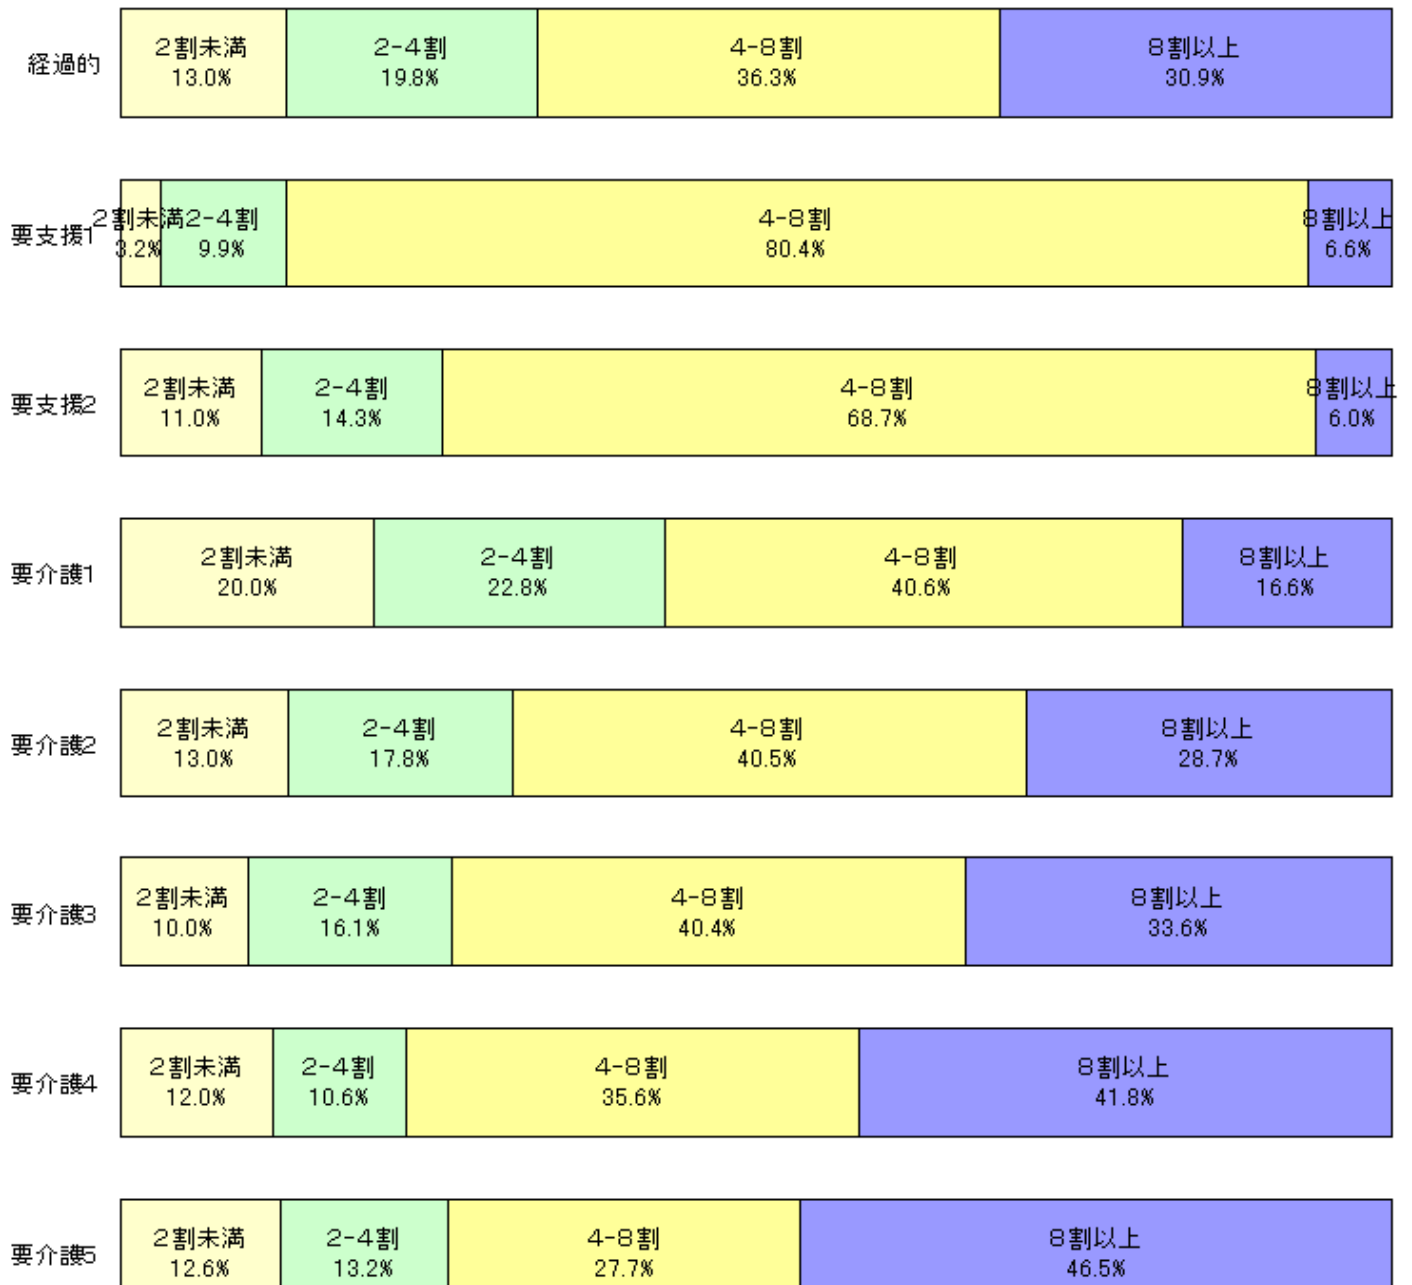 経過的
2割未満 2-4割 4-8割 8割以上
13.0% 19.8% 36.3% 30.9%
要支援1
2割未満 2-4割 4-8割 8割以上
3.2% 9.9% 80.4% 6.6%
要支援2
2割未満 2-4割 4-8割 8割以上
11.0% 14.3% 68.7% 6.0%
要介護1
2割未満 2-4割 4-8割 8割以上
20.0% 22.8% 40.6% 16.6%
要介護2
2割未満 2-4割 4-8割 8割以上
13.0% 17.8% 40.5% 28.7%
要介護3
2割未満 2-4割 4-8割 8割以上
10.0% 16.1% 40.4% 33.6%
要介護4
2割未満 2-4割 4-8割 8割以上
12.0% 10.6% 35.6% 41.8%
要介護5
2割未満 2-4割 4-8割 8割以上
12.6% 13.2% 27.7% 46.5%